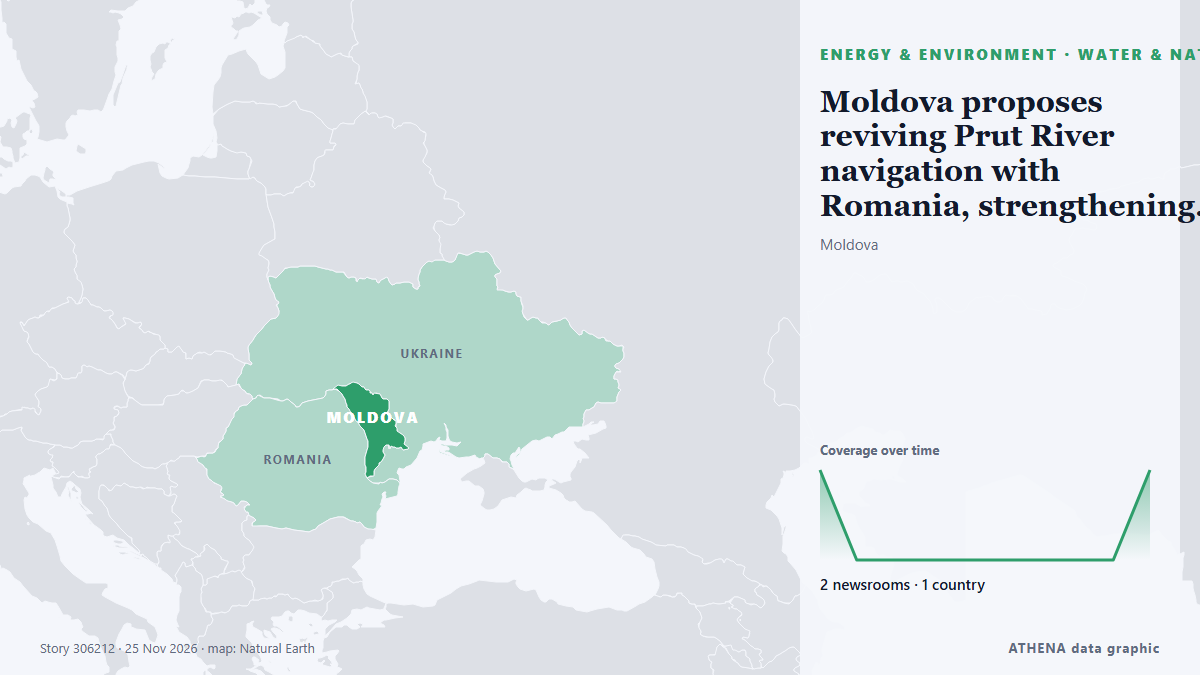 ENERGY & ENVIRONMENT · WATER & NAT
Moldova proposes
reviving Prut River
navigation with
Romania, strengthening.
Moldova
UKRAINE
MOLDOVA
ROMANIA
Coverage over time
2 newsrooms · 1 country
Story 306212 · 25 Nov 2026 · map: Natural Earth
ATHENA data graphic